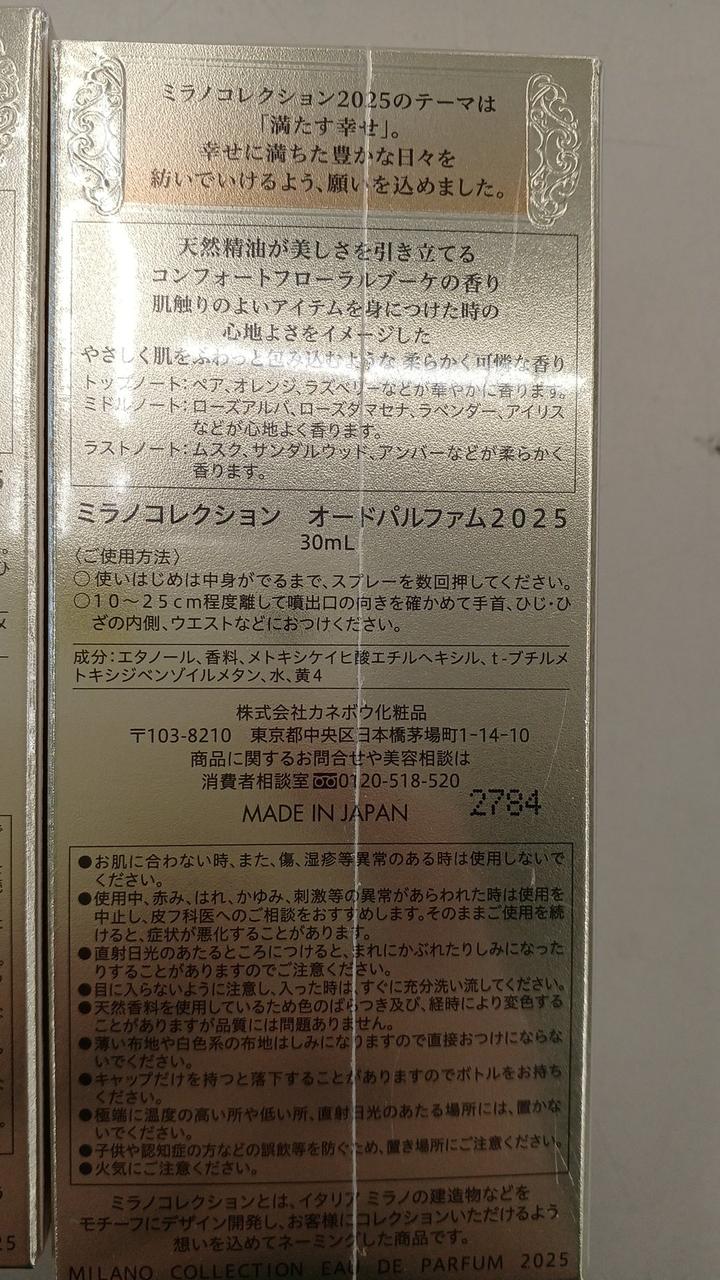 ミラノコレクション2025のテーマは
「満たす幸せ」。
幸せに満ちた豊かな日々を
紡いでいけるよう、願いを込めました。
天然精油が美しさを引き立てる
コンフォートフローラルブーケの香り
肌触りのよいアイテムを身につけた時の
心地よさをイメージした
やさしく肌をふわっと包み込むような 柔らかく可憐な香り
トップノート：ペア、オレンジ、ラズベリーなどが華やかに香ります。
ミドルノート：ローズアルバ、ローズダマセナ、ラベンダー、アイリス
などが心地よく香ります。
ラストノート：ムスク、サンダルウッド、アンバーなどが柔らかく
香ります。
ミラノコレクション　オードパルファム2025
30mL
〈ご使用方法〉
○使いはじめは中身がでるまで、スプレーを数回押してください。
○10～25cm程度離して噴出口の向きを確かめて手首、ひじ・ひ
ざの内側、ウエストなどにおつけください。
成分：エタノール、香料、メトキシケイヒ酸エチルヘキシル、t-ブチルメ
トキシジベンゾイルメタン、水、黄4
株式会社カネボウ化粧品
〒103-8210　東京都中央区日本橋茅場町1-14-10
商品に関するお問合せや美容相談は
消費者相談室 0120-518-520
MADE IN JAPAN
2784
●お肌に合わない時、また、傷、湿疹等異常のある時は使用しないで
ください。
●使用中、赤み、はれ、かゆみ、刺激等の異常があらわれた時は使用を
中止し、皮フ科医へのご相談をおすすめします。そのままご使用を続
けると、症状が悪化することがあります。
●直射日光のあたるところにつけると、まれにかぶれたりしみになった
りすることがありますのでご注意ください。
●目に入らないように注意し、入った時は、すぐに充分洗い流してください。
●天然香料を使用しているため色のばらつき及び、経時により変色する
ことがありますが品質には問題ありません。
●薄い布地や白色系の布地はしみになりますので直接おつけにならな
いでください。
●キャップだけを持つと落下することがありますのでボトルをお持ち
ください。
●極端に温度の高い所や低い所、直射日光のあたる場所には、置かな
いでください。
●子供や認知症の方などの誤飲等を防ぐため、置き場所にご注意ください。
●火気にご注意ください。
ミラノコレクションとは、イタリア ミラノの建造物などを
モチーフにデザイン開発し、お客様にコレクションいただけるよう
想いを込めてネーミングした商品です。
MILANO COLLECTION EAU DE PARFUM 2025